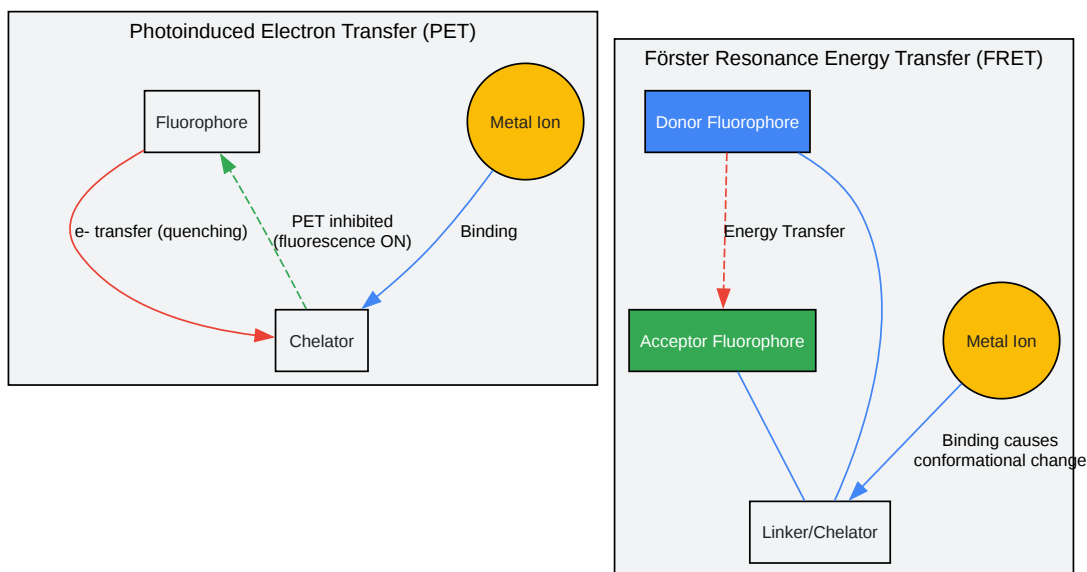 Photoinduced Electron Transfer (PET)
Fluorophore
Metal Ion
e- transfer (quenching)
PET inhibited
(fluorescence ON)
Binding
Chelator
Förster Resonance Energy Transfer (FRET)
Donor Fluorophore
Energy Transfer
Acceptor Fluorophore
Metal Ion
Binding causes
conformational change
Linker/Chelator